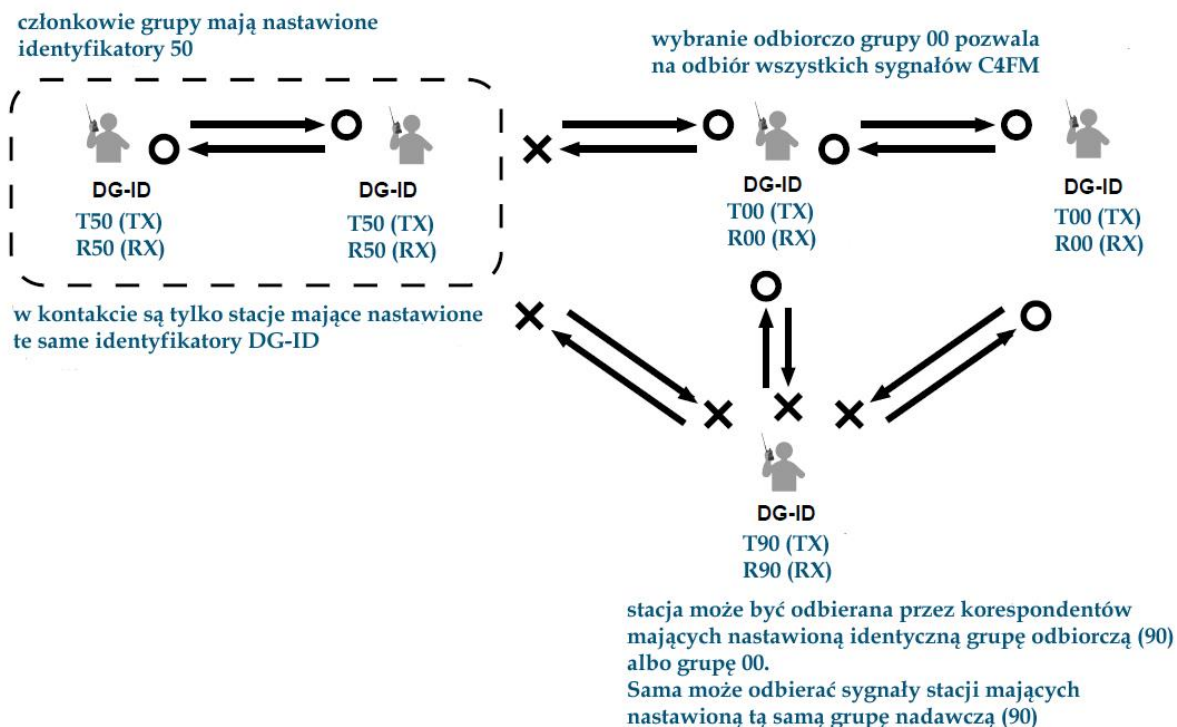 członkowie grupy mają nastawione
identyfikatory 50
wybranie odbiorczo grupy 00 pozwala
na odbiór wszystkich sygnałów C4FM
DG-ID
T50 (TX)
R50 (RX)
DG-ID
T50 (TX)
R50 (RX)
DG-ID
T00 (TX)
R00 (RX)
DG-ID
T00 (TX)
R00 (RX)
w kontakcie są tylko stacje mające nastawione
te same identyfikatory DG-ID
DG-ID
T90 (TX)
R90 (RX)
stacja może być odbierana przez korespondentów
mających nastawioną identyczną grupę odbiorczą (90)
albo grupę 00.
Sama może odbierać sygnały stacji mających
nastawioną tą samą grupę nadawczą (90)